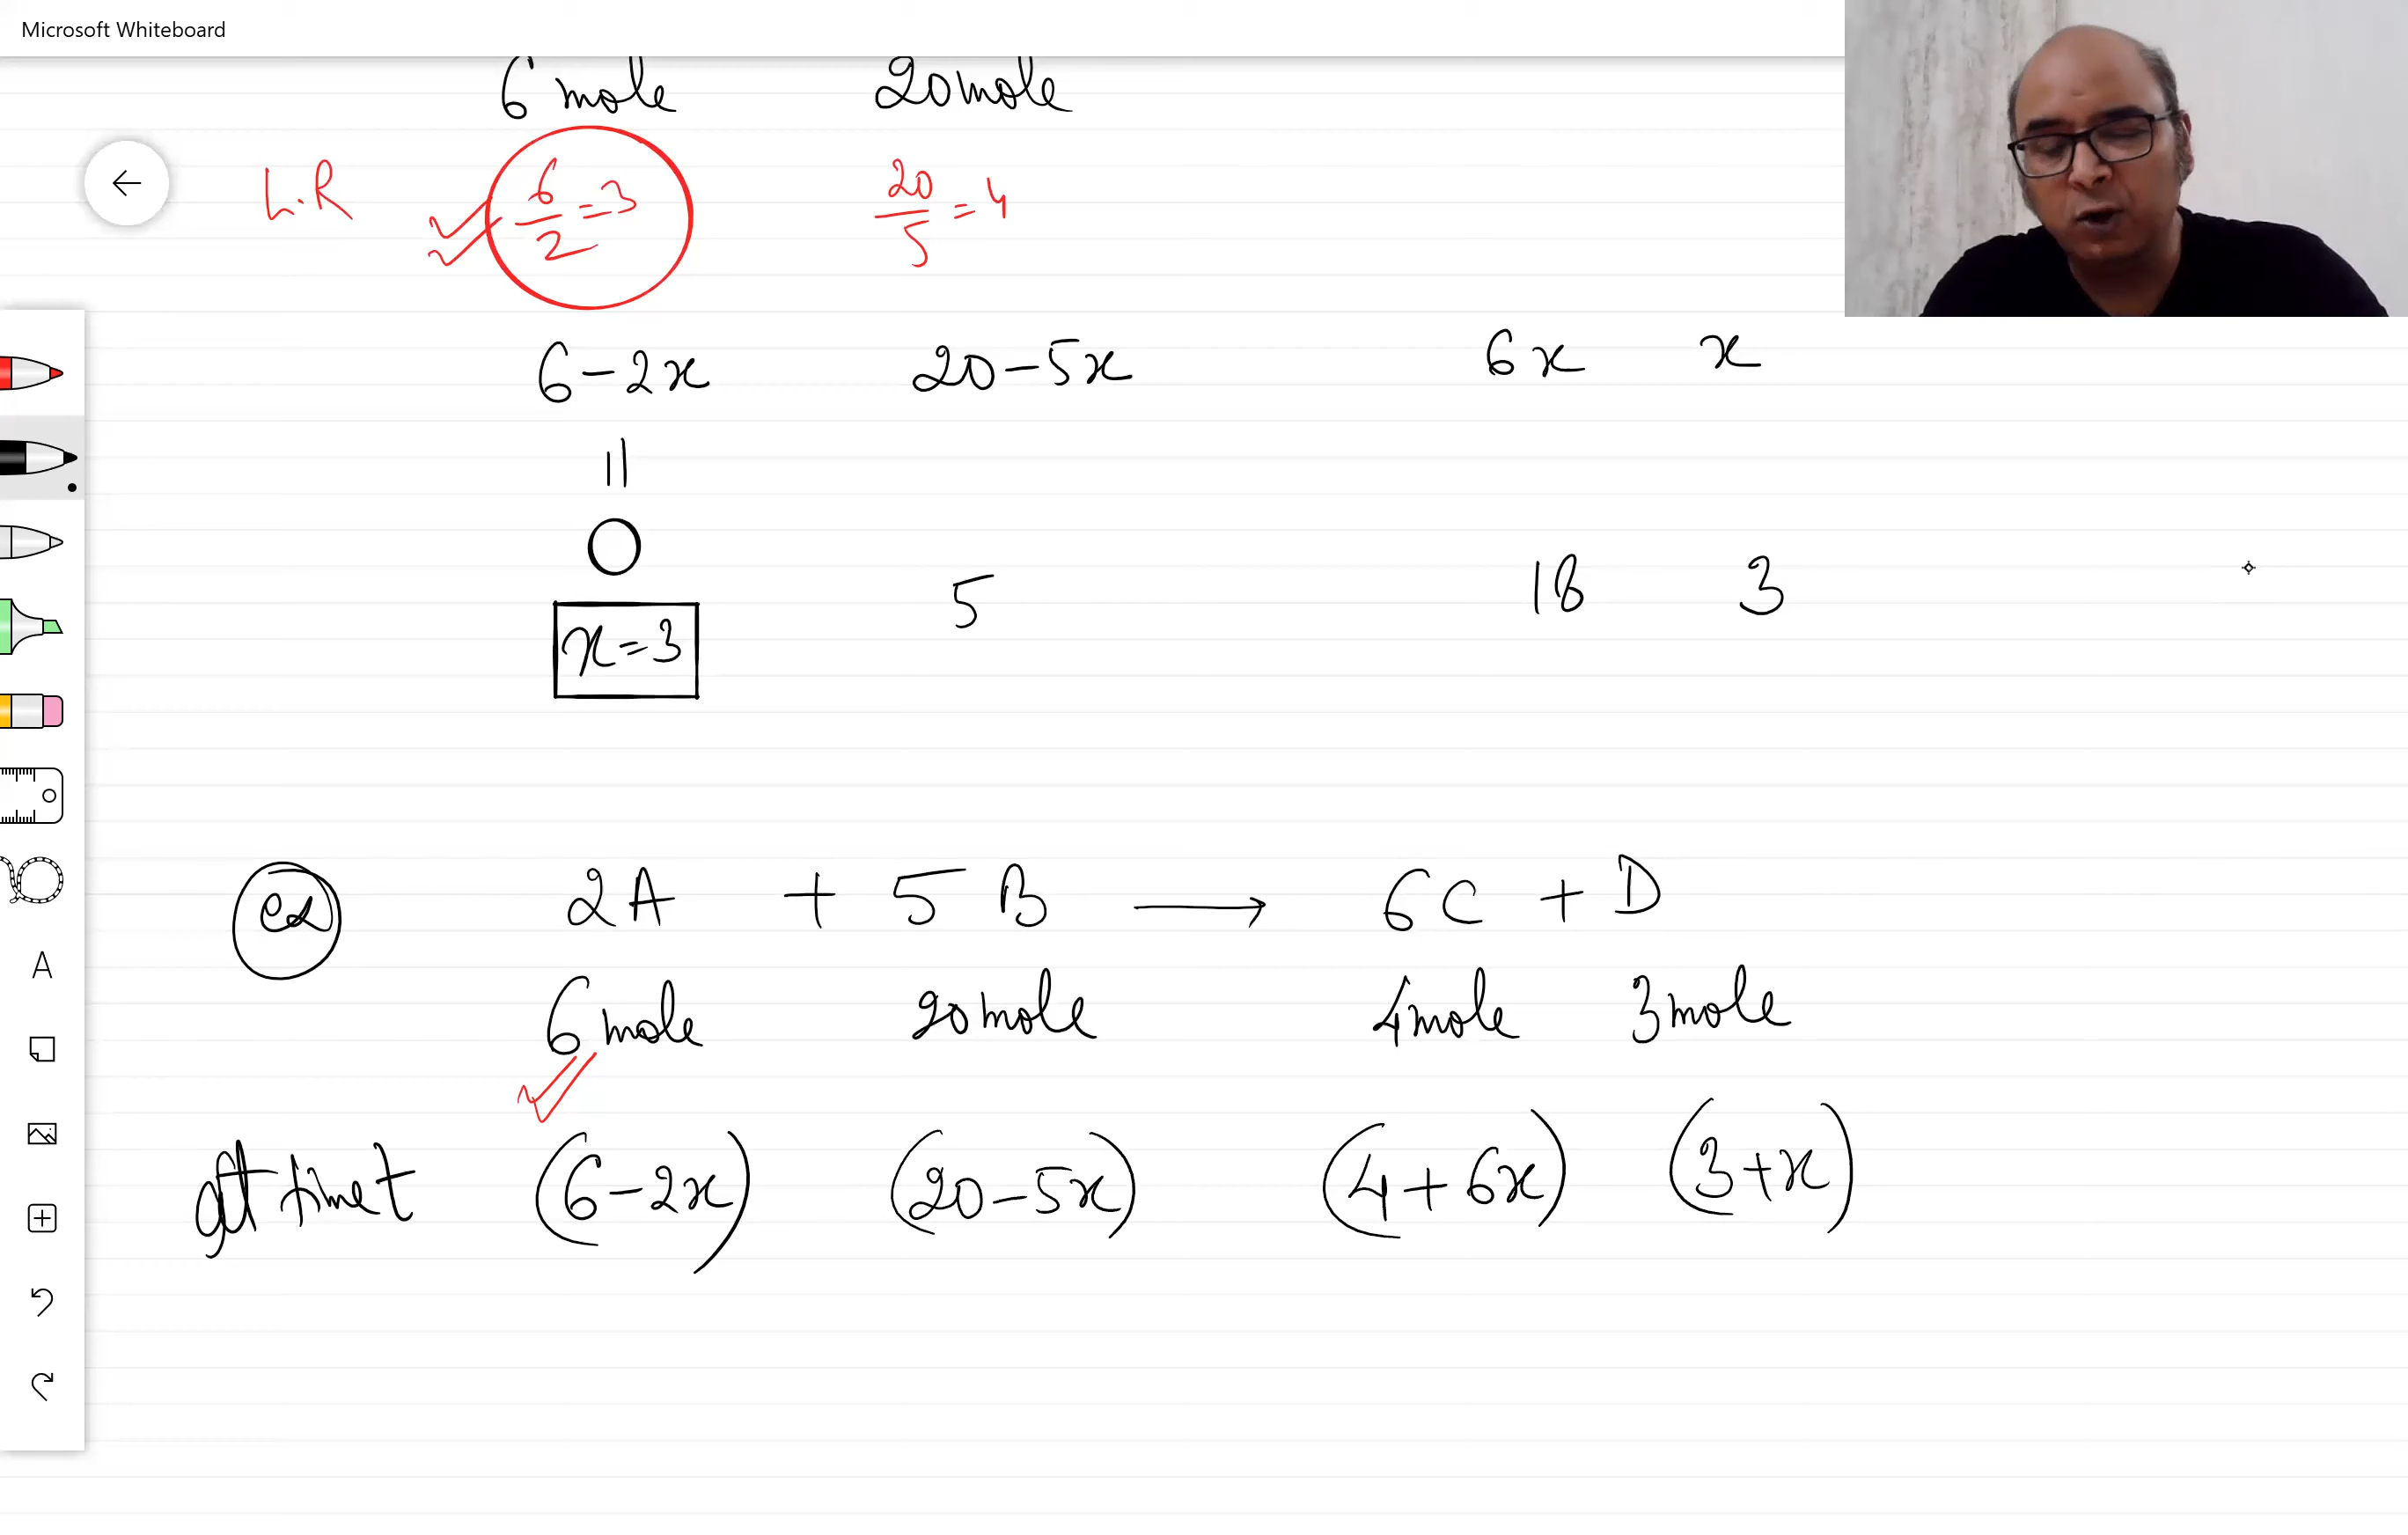 Microsoft Whiteboard
6 mole 20 mole
L.R 6/2 = 3 20/5 = 4
6 - 2x 20 - 5x 6x x
=
0
5 18 3
x = 3
ex 2A + 5B → 6C + D
6 mole 20 mole 4 mole 3 mole
at time t (6 - 2x) (20 - 5x) (4 + 6x) (3 + x)
A